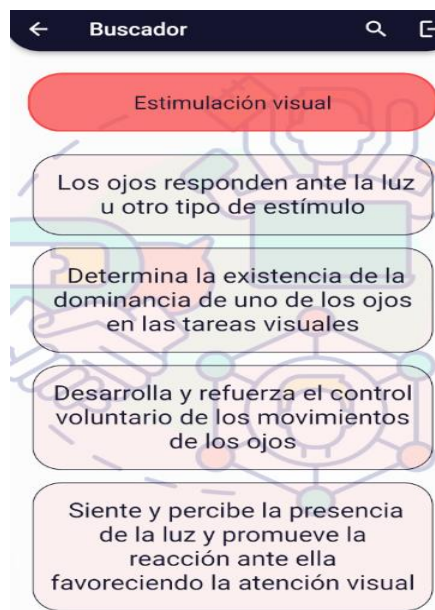 Buscador
Estimulación visual
Los ojos responden ante la luz
u otro tipo de estímulo
Determina la existencia de la
dominancia de uno de los ojos
en las tareas visuales
Desarrolla y refuerza el control
voluntario de los movimientos
de los ojos
Siente y percibe la presencia
de la luz y promueve la
reacción ante ella
favoreciendo la atención visual